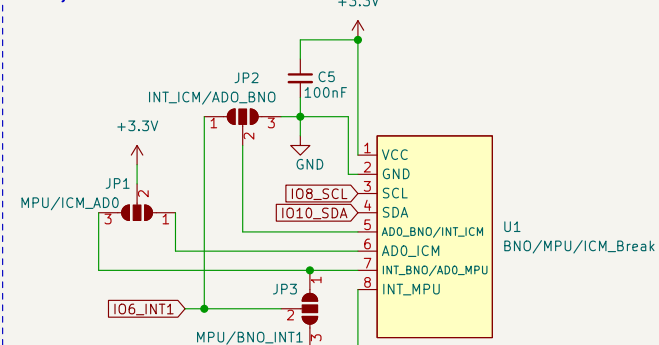 +3.3V
JP2
INT_ICM/ADO_BNO
C5
100nF
1
2
3
+3.3V
GND
JP1
MPU/ICM_AD0
3
2
1
IO8_SCL
IO10_SDA
1 VCC
2 GND
3 SCL
4 SDA
5 AD0_BNO/INT_ICM
6 AD0_ICM
7 INT_BNO/AD0_MPU
8 INT_MPU
U1
BNO/MPU/ICM_Break
JP3
1
2
3
IO6_INT1
MPU/BNO_INT1